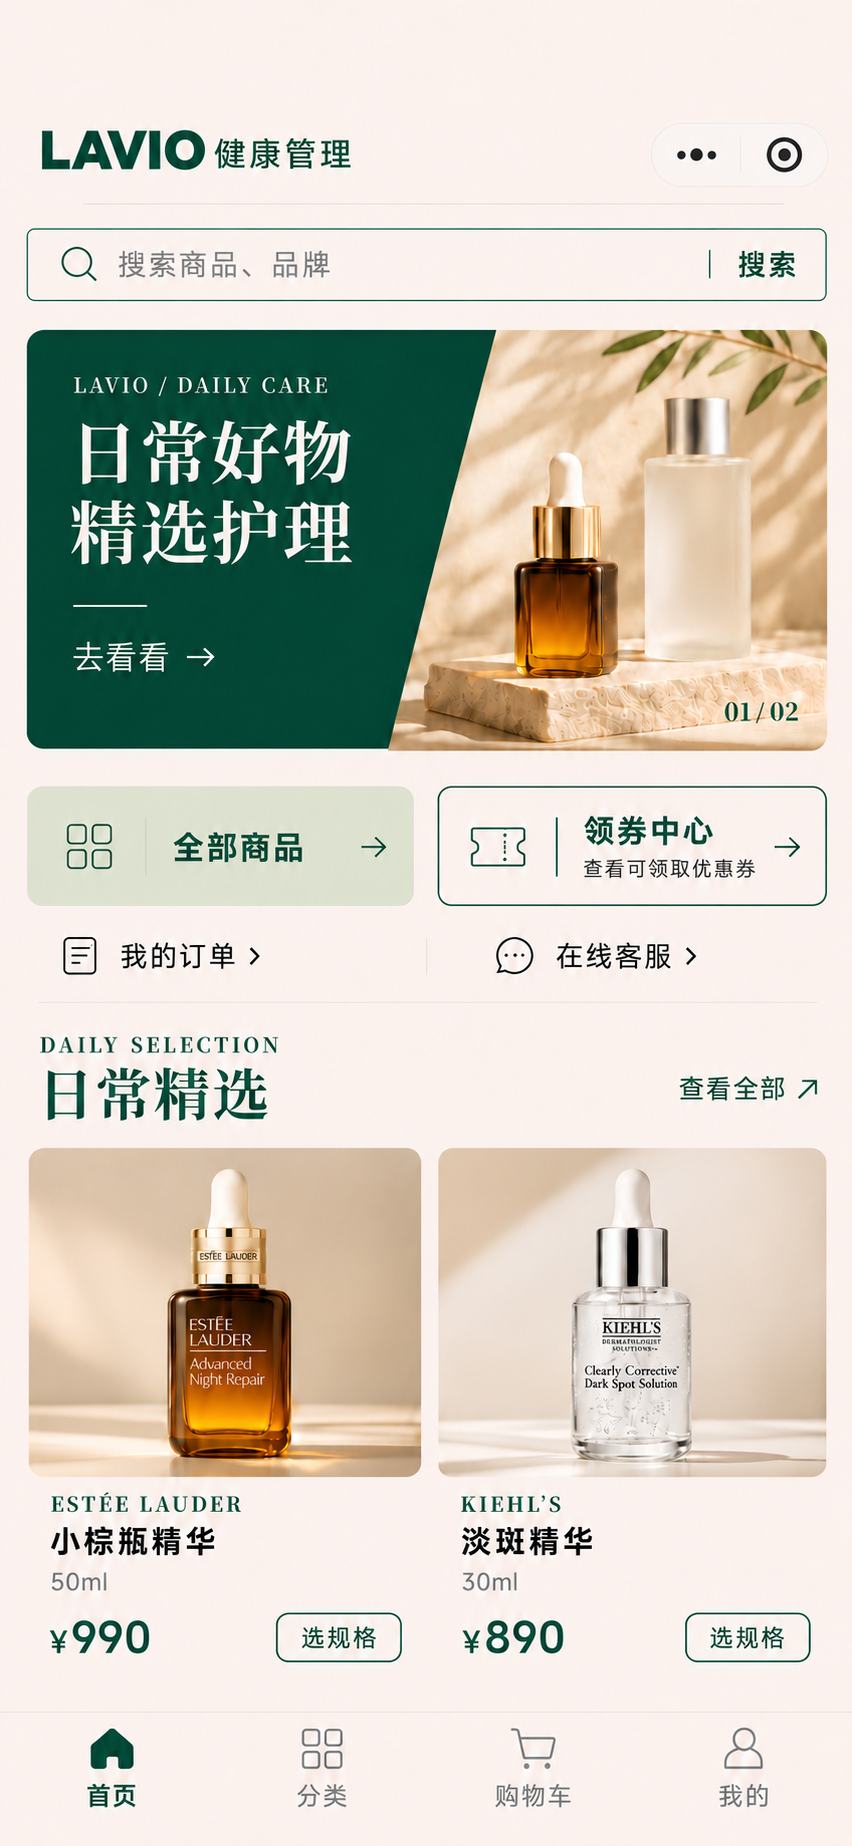 LAVIO 健康管理
搜索商品、品牌
搜索
LAVIO / DAILY CARE
日常好物
精选护理
去看看 →
01/02
全部商品 →
领券中心
查看可领取优惠券 →
我的订单 >
在线客服 >
DAILY SELECTION
日常精选
查看全部 ↗
ESTĒE LAUDER
ESTĒE
LAUDER
Advanced
Night Repair
KIEHL'S
DERMATOLOGIST
SOLUTIONS™
Clearly Corrective™
Dark Spot Solution
ESTÉE LAUDER
小棕瓶精华
50ml
¥990
选规格
KIEHL'S
淡斑精华
30ml
¥890
选规格
首页
分类
购物车
我的